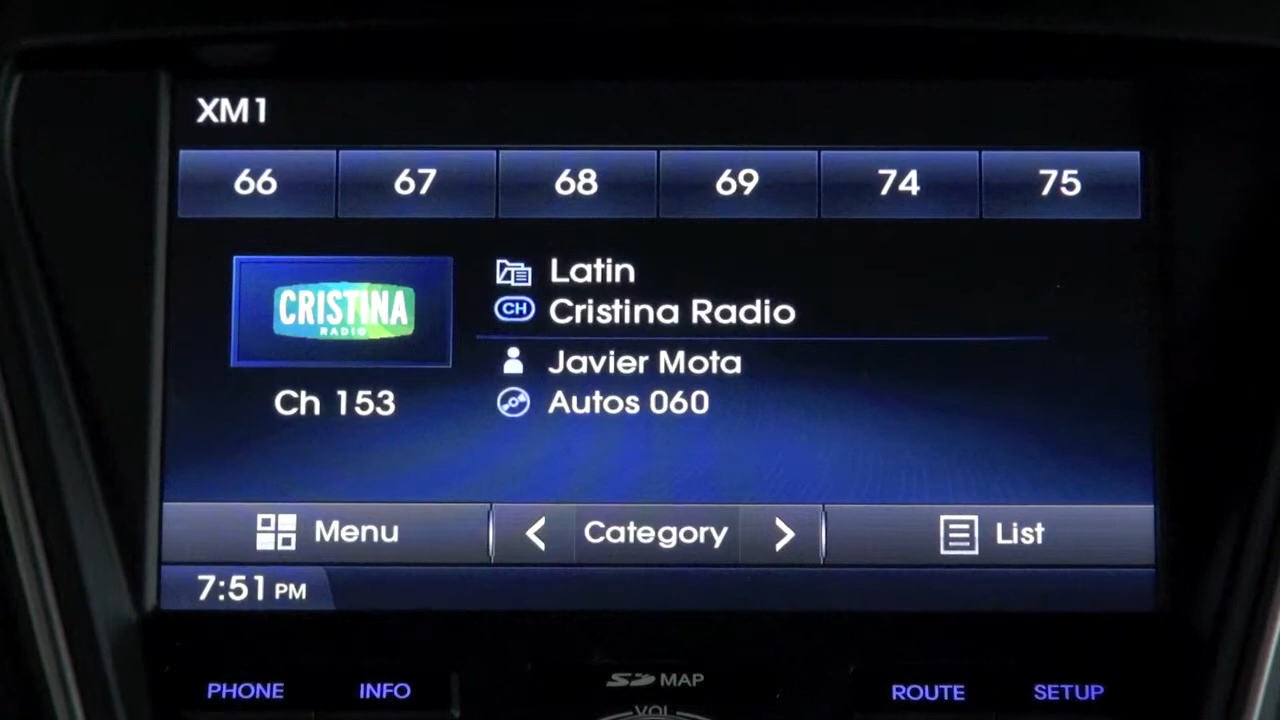 XM1
66 67 68 69 74 75
CRISTINA
RADIO
Ch 153
Latin
CH Cristina Radio
Javier Mota
Autos 060
Menu Category List
7:51 PM
PHONE INFO SD MAP ROUTE SETUP
VOL